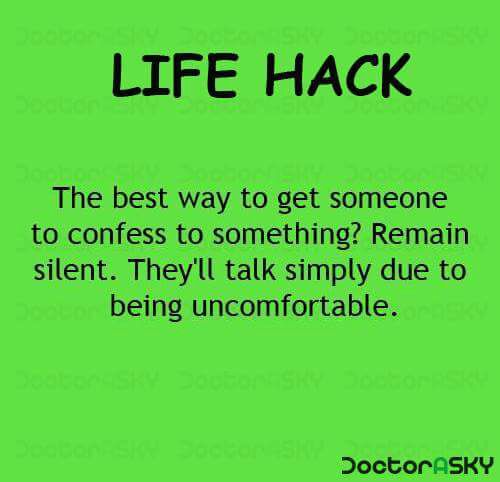 LIFE HACK
The best way to get someone
to confess to something? Remain
silent. They'll talk simply due to
being uncomfortable.
DoctorASKY